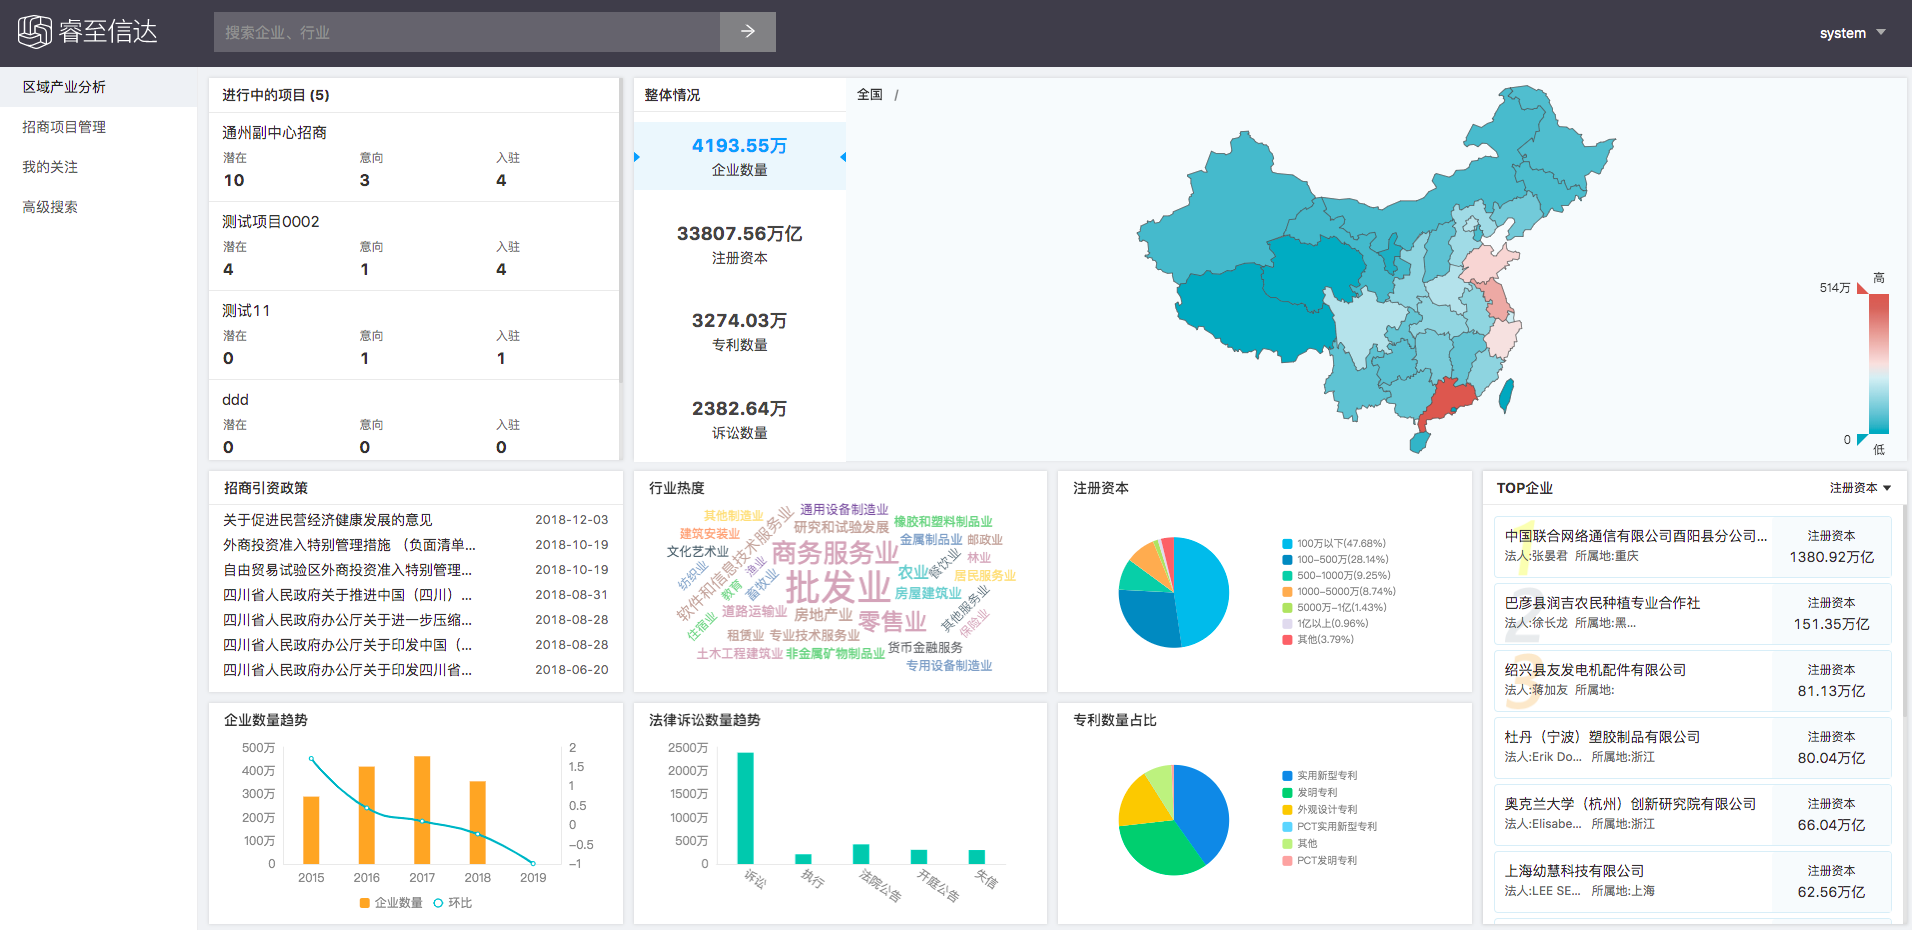 睿至信达
搜索企业、行业
system
区域产业分析
招商项目管理
我的关注
高级搜索
进行中的项目 (5)
通州副中心招商
潜在 意向 入驻
10 3 4
测试项目0002
潜在 意向 入驻
4 1 4
测试11
潜在 意向 入驻
0 1 1
ddd
潜在 意向 入驻
0 0 0
整体情况
4193.55万
企业数量
33807.56万亿
注册资本
3274.03万
专利数量
2382.64万
诉讼数量
全国 /
高
514万
0
低
招商引资政策
关于促进民营经济健康发展的意见 2018-12-03
外商投资准入特别管理措施 （负面清单... 2018-10-19
自由贸易试验区外商投资准入特别管理... 2018-10-19
四川省人民政府关于推进中国（四川）... 2018-08-31
四川省人民政府办公厅关于进一步压缩... 2018-08-28
四川省人民政府办公厅关于印发中国（... 2018-08-28
四川省人民政府办公厅关于印发四川省... 2018-06-20
行业热度
通用设备制造业
其他制造业
研究和试验发展
橡胶和塑料制品业
建筑安装业
金属制品业
邮政业
文化艺术业
软件和信息技术服务业
商务服务业
林业
渔业
餐饮业
纺织业
农业
居民服务业
教育
畜牧业
批发业
房屋建筑业
道路运输业
房地产业
零售业
其他服务业
保险业
住宿业
租赁业
专业技术服务业
货币金融服务
土木工程建筑业
非金属矿物制品业
专用设备制造业
注册资本
100万以下(47.68%)
100-500万(28.14%)
500-1000万(9.25%)
1000-5000万(8.74%)
5000万-1亿(1.43%)
1亿以上(0.96%)
其他(3.79%)
TOP企业 注册资本
1
中国联合网络通信有限公司酉阳县分公司... 注册资本
法人:张晏君 所属地:重庆 1380.92万亿
2
巴彦县润吉农民种植专业合作社 注册资本
法人:徐长龙 所属地:黑... 151.35万亿
3
绍兴县友发电机配件有限公司 注册资本
法人:蒋加友 所属地: 81.13万亿
杜丹（宁波）塑胶制品有限公司 注册资本
法人:Erik Do... 所属地:浙江 80.04万亿
奥克兰大学（杭州）创新研究院有限公司 注册资本
法人:Elisabe... 所属地:浙江 66.04万亿
上海幼慧科技有限公司 注册资本
法人:LEE SE... 所属地:上海 62.56万亿
企业数量趋势
500万 2
400万 1.5
300万 1
200万 0.5
100万 0
0 -0.5
-1
2015 2016 2017 2018 2019
企业数量 环比
法律诉讼数量趋势
2500万
2000万
1500万
1000万
500万
0
诉讼 执行 法院公告 开庭公告 失信
专利数量占比
实用新型专利
发明专利
外观设计专利
PCT实用新型专利
其他
PCT发明专利